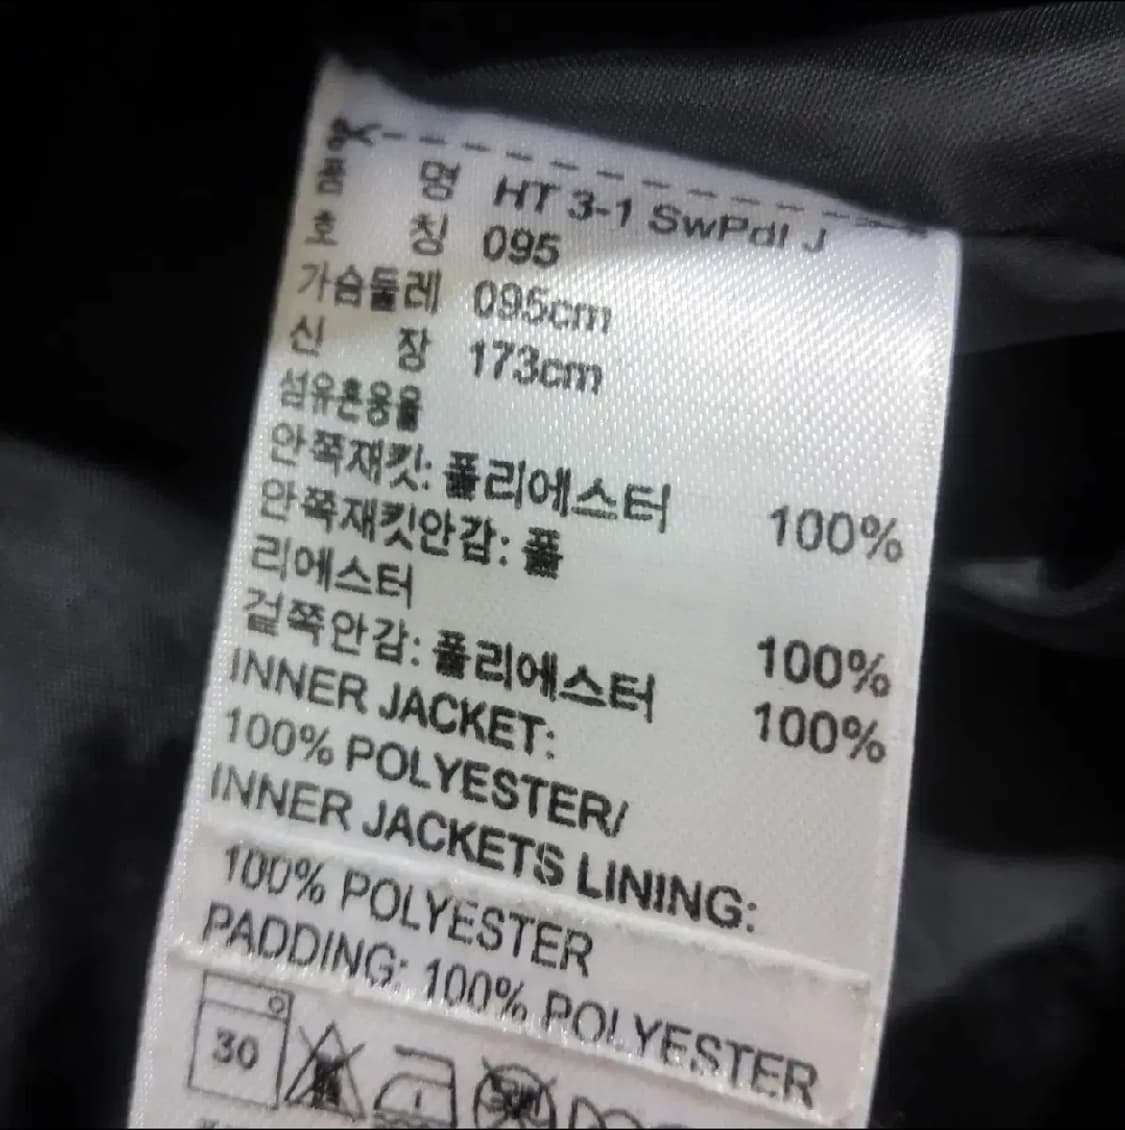 품 명 HT 3-1 SwPdl J
호 칭 095
가슴둘레 095cm
신 장 173cm
섬유혼용율
안쪽재킷: 폴리에스터 100%
안쪽재킷안감: 폴
리에스터 100%
겉쪽안감: 폴리에스터 100%
INNER JACKET:
100% POLYESTER/
INNER JACKETS LINING:
100% POLYESTER
PADDING: 100% POLYESTER
30